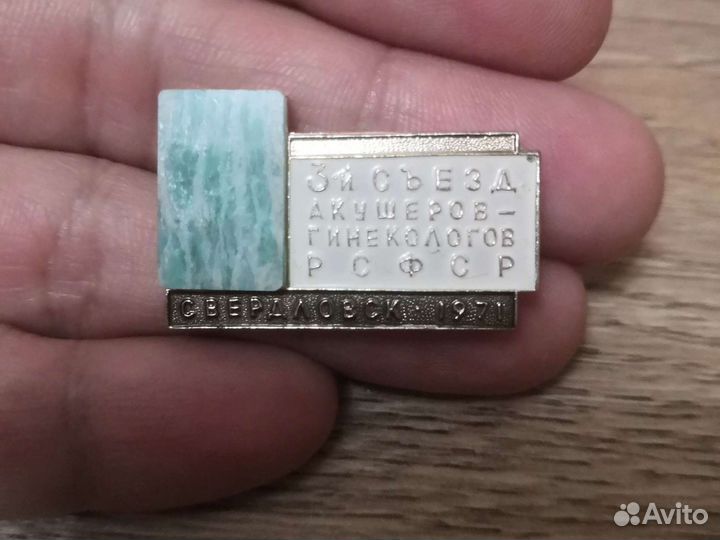 3й СЪЕЗД
АКУШЕРОВ-
ГИНЕКОЛОГОВ
РСФСР
СВЕРДЛОВСК · 1971
Avito